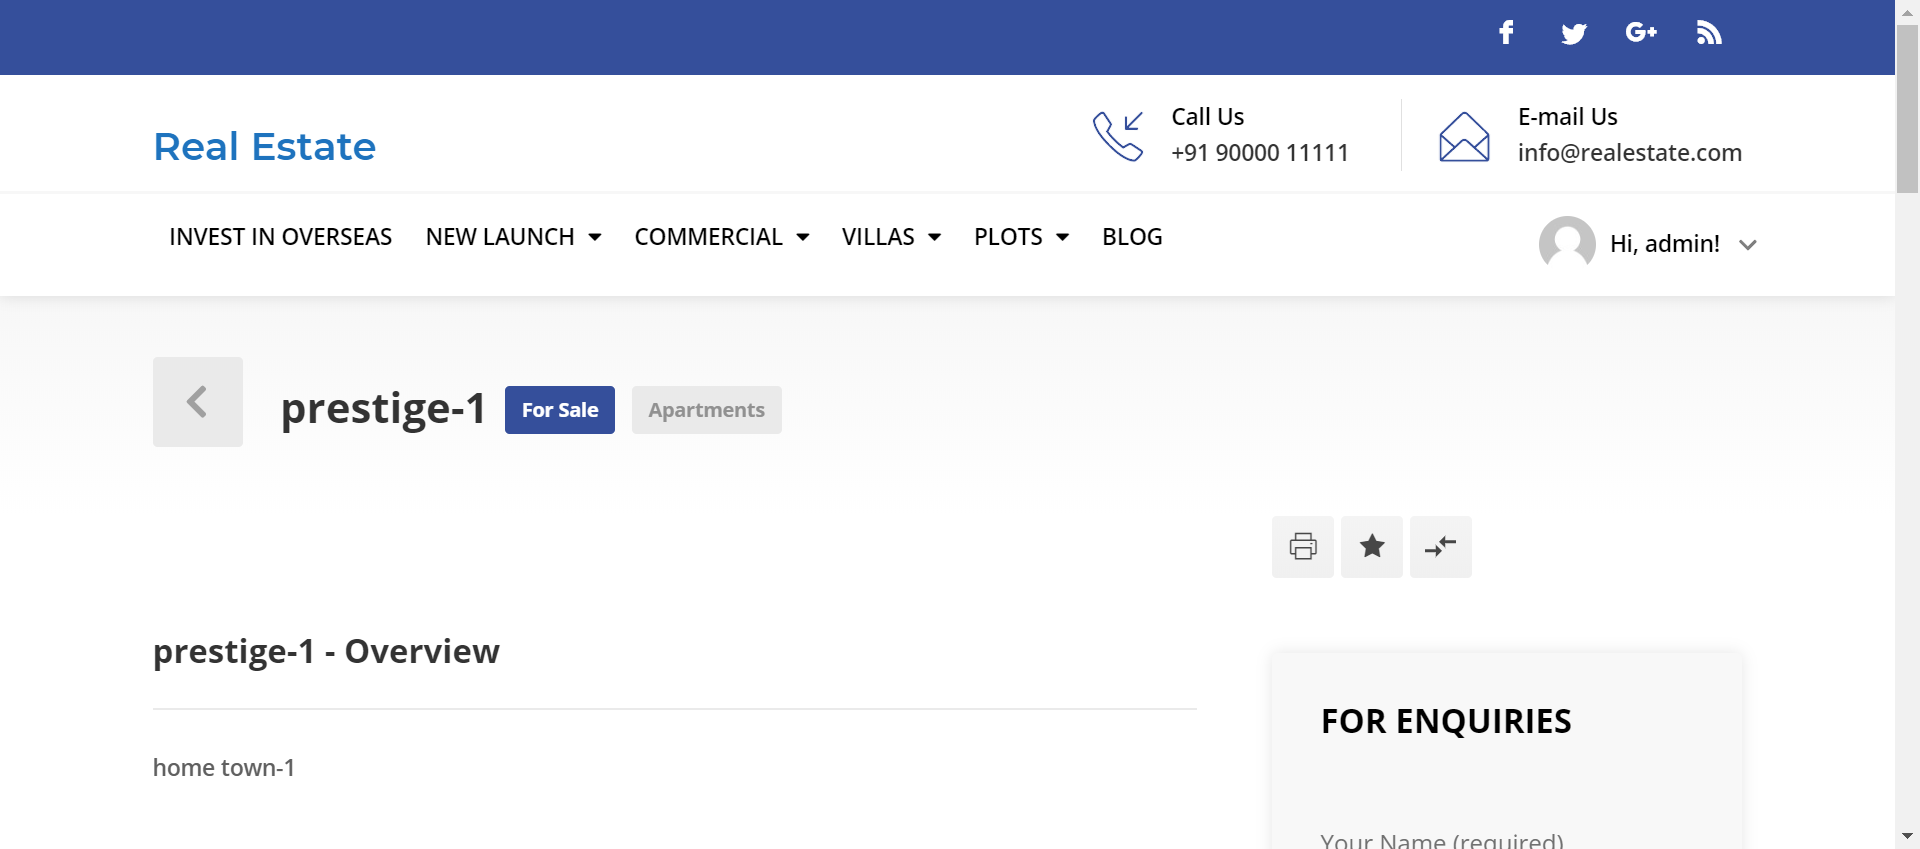 Real Estate
Call Us
+91 90000 11111
E-mail Us
info@realestate.com
INVEST IN OVERSEAS NEW LAUNCH COMMERCIAL VILLAS PLOTS BLOG
Hi, admin!
prestige-1 For Sale Apartments
prestige-1 - Overview
home town-1
FOR ENQUIRIES
Your Name (required)